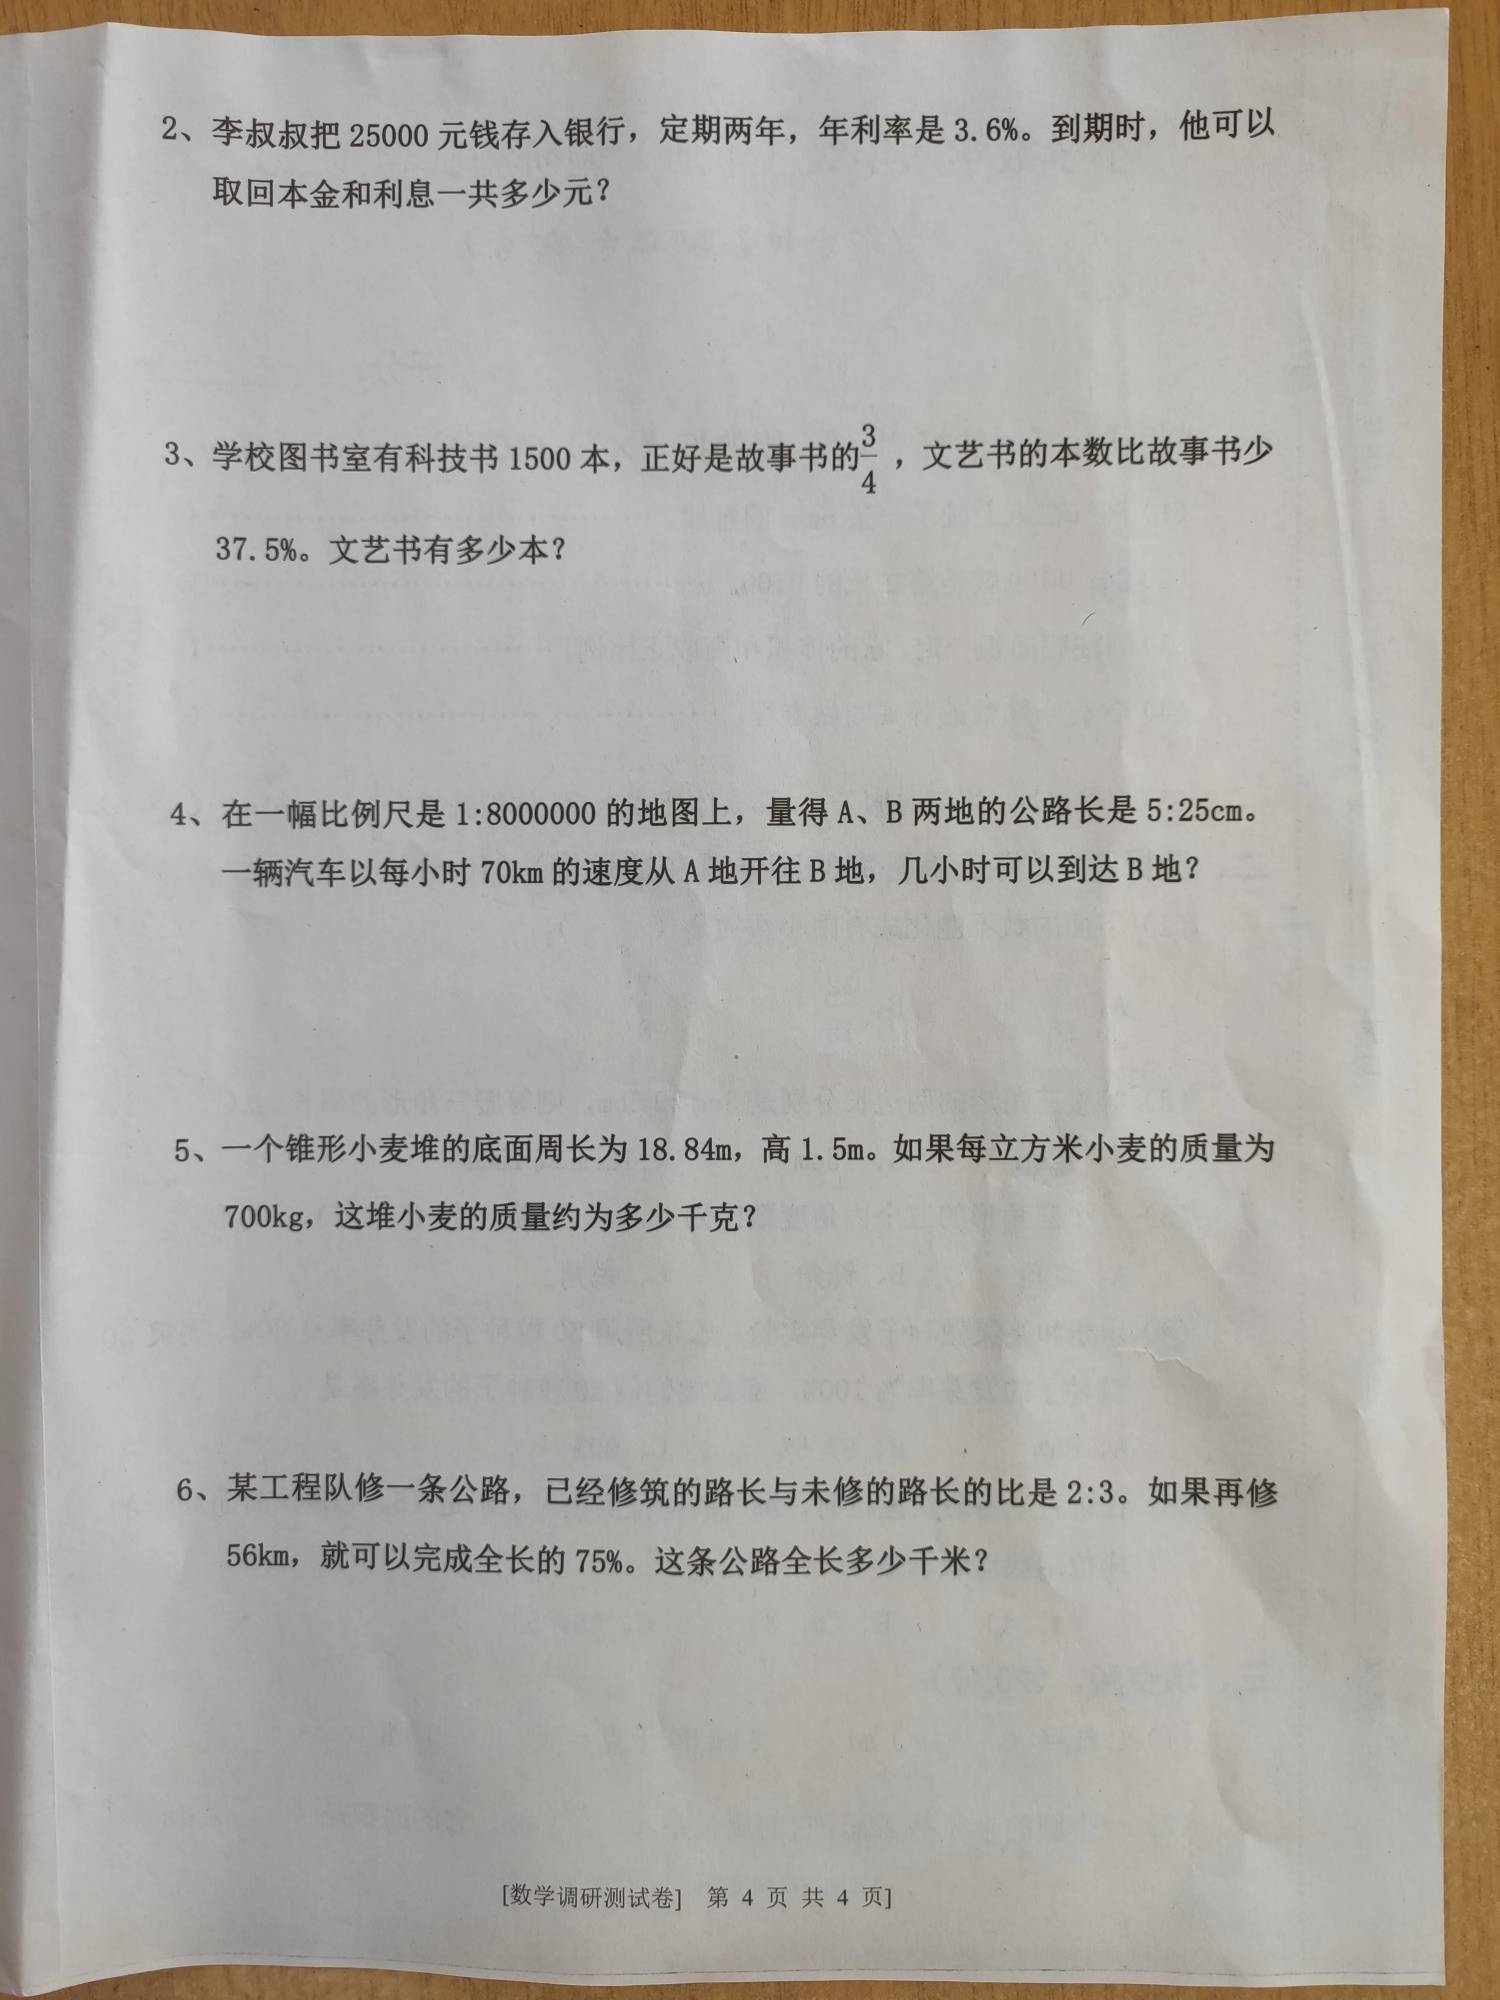 2、李叔叔把 25000 元钱存入银行，定期两年，年利率是 3.6%。到期时，他可以
取回本金和利息一共多少元？
3、学校图书室有科技书 1500 本，正好是故事书的3/4，文艺书的本数比故事书少
37.5%。文艺书有多少本？
4、在一幅比例尺是 1:8000000 的地图上，量得 A、B 两地的公路长是 5:25cm。
一辆汽车以每小时 70km 的速度从 A 地开往 B 地，几小时可以到达 B 地？
5、一个锥形小麦堆的底面周长为 18.84m，高 1.5m。如果每立方米小麦的质量为
700kg，这堆小麦的质量约为多少千克？
6、某工程队修一条公路，已经修筑的路长与未修的路长的比是 2:3。如果再修
56km，就可以完成全长的 75%。这条公路全长多少千米？
[数学调研测试卷] 第 4 页 共 4 页]